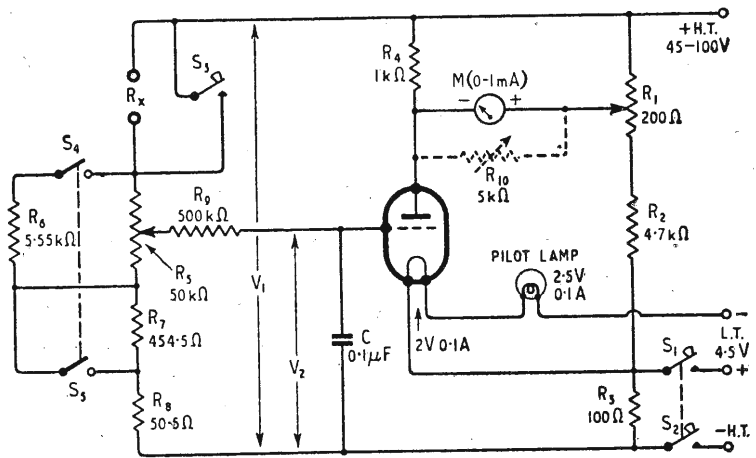 +H.T.
45-100V
R4
1kΩ
M(0-1mA)
- +
R1
200Ω
S3
Rx
S4
R10
5kΩ
R9
500kΩ
R6
5.55kΩ
R2
4.7kΩ
R5
50kΩ
V1
PILOT LAMP
2.5V
0.1A
R7
454.5Ω
V2
C
0.1μF
2V 0.1A
-
L.T.
4.5V
+
S1
S5
R8
50.5Ω
R3
100Ω
S2
-H.T.